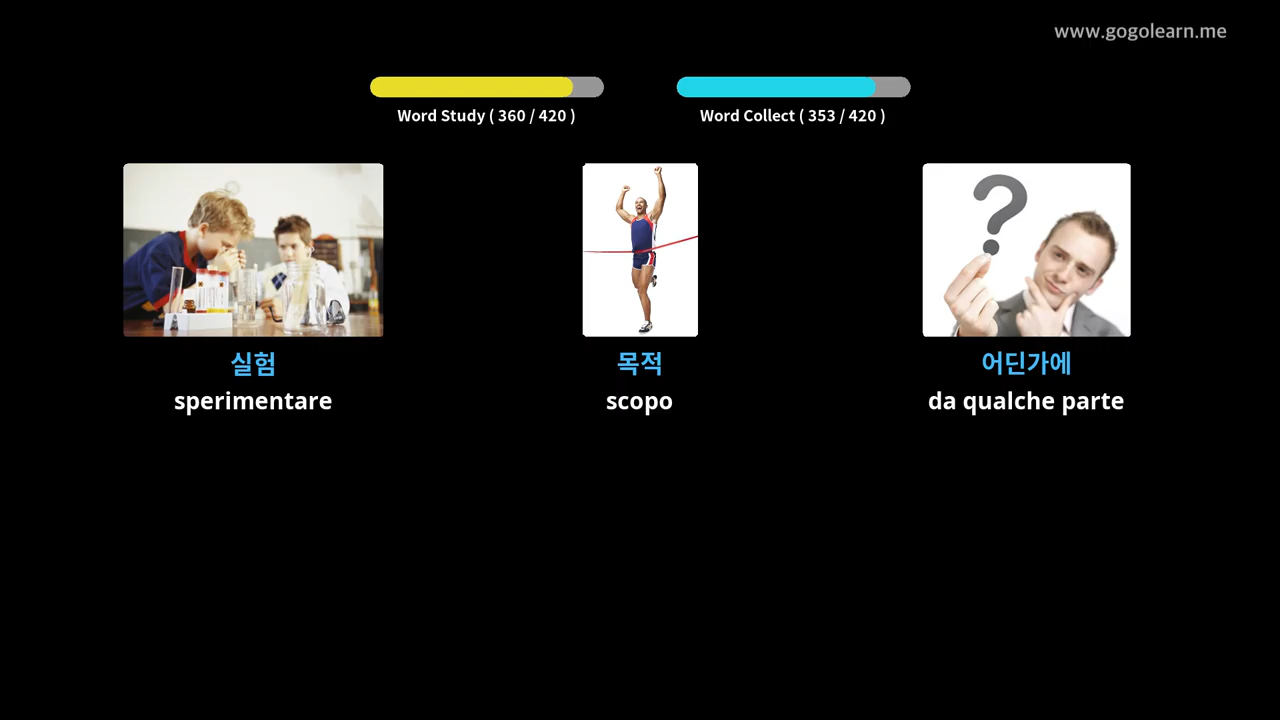 www.gogolearn.me
Word Study ( 360 / 420 )
Word Collect ( 353 / 420 )
실험
sperimentare
목적
scopo
어딘가에
da qualche parte